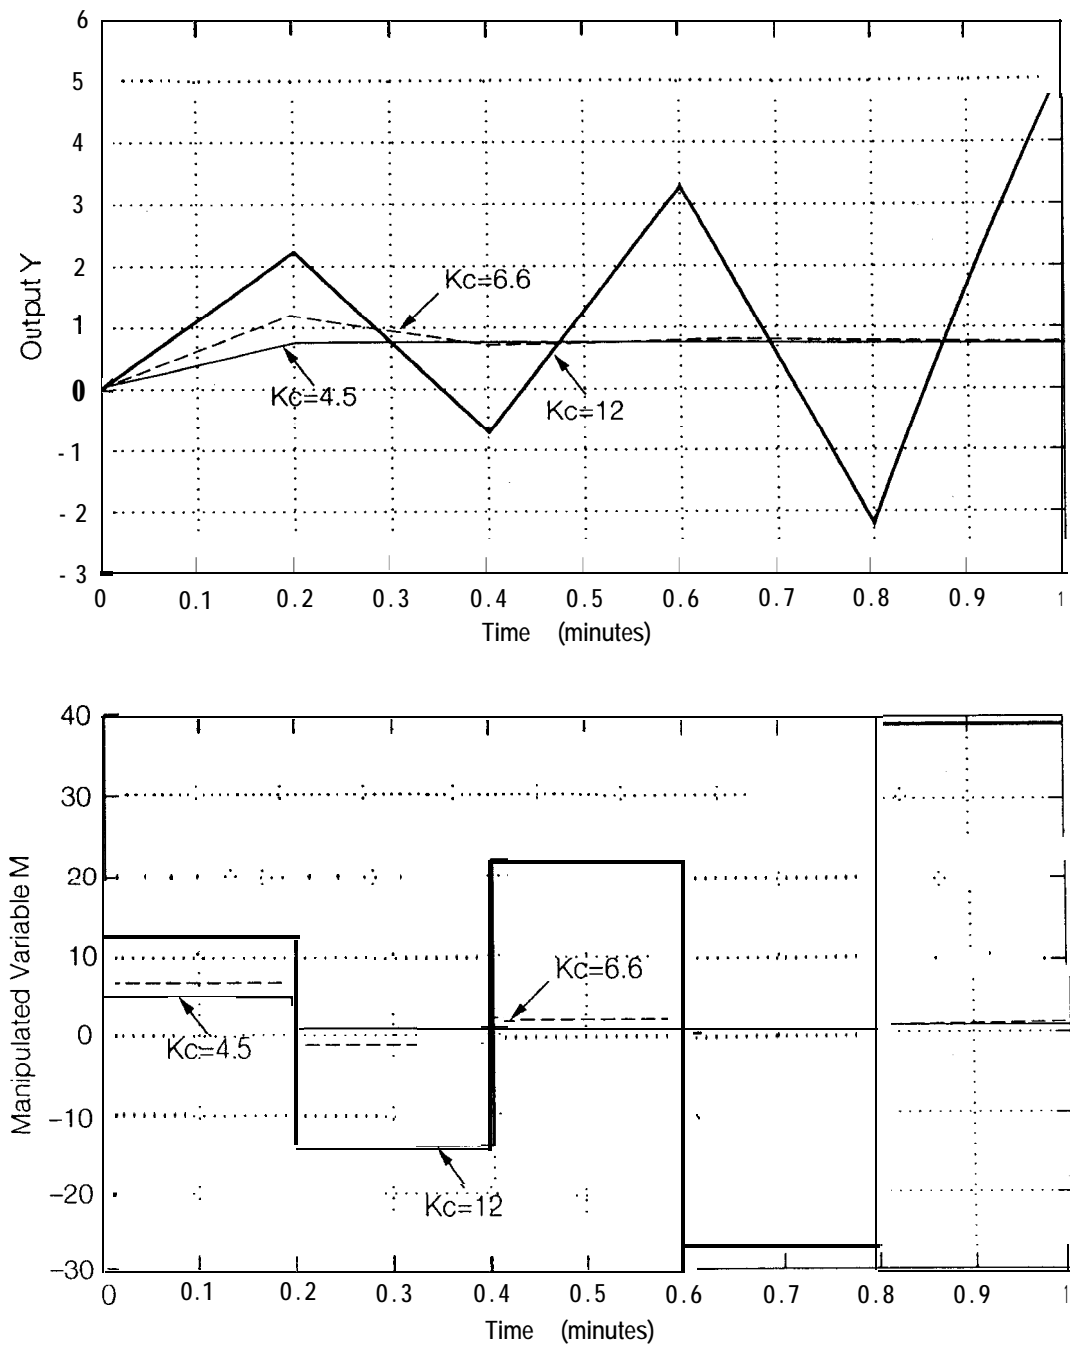 6
5
4
3
2
1
0
-1
-2
-3
Output Y
Kc=6.6
Kc=4.5
Kc=12
0 0.1 0.2 0.3 0.4 0.5 0.6 0.7 0.8 0.9 1
Time (minutes)
40
30
20
10
0
-10
-20
-30
Manipulated Variable M
Kc=6.6
Kc=4.5
Kc=12
0 0.1 0.2 0.3 0.4 0.5 0.6 0.7 0.8 0.9 1
Time (minutes)